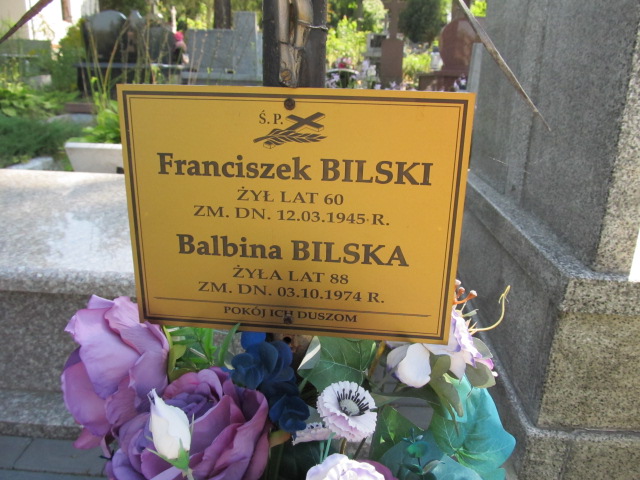 Ś.P.
Franciszek BILSKI
ŻYŁ LAT 60
ZM. DN. 12.03.1945 R.
Balbina BILSKA
ŻYŁA LAT 88
ZM. DN. 03.10.1974 R.
POKÓJ ICH DUSZOM